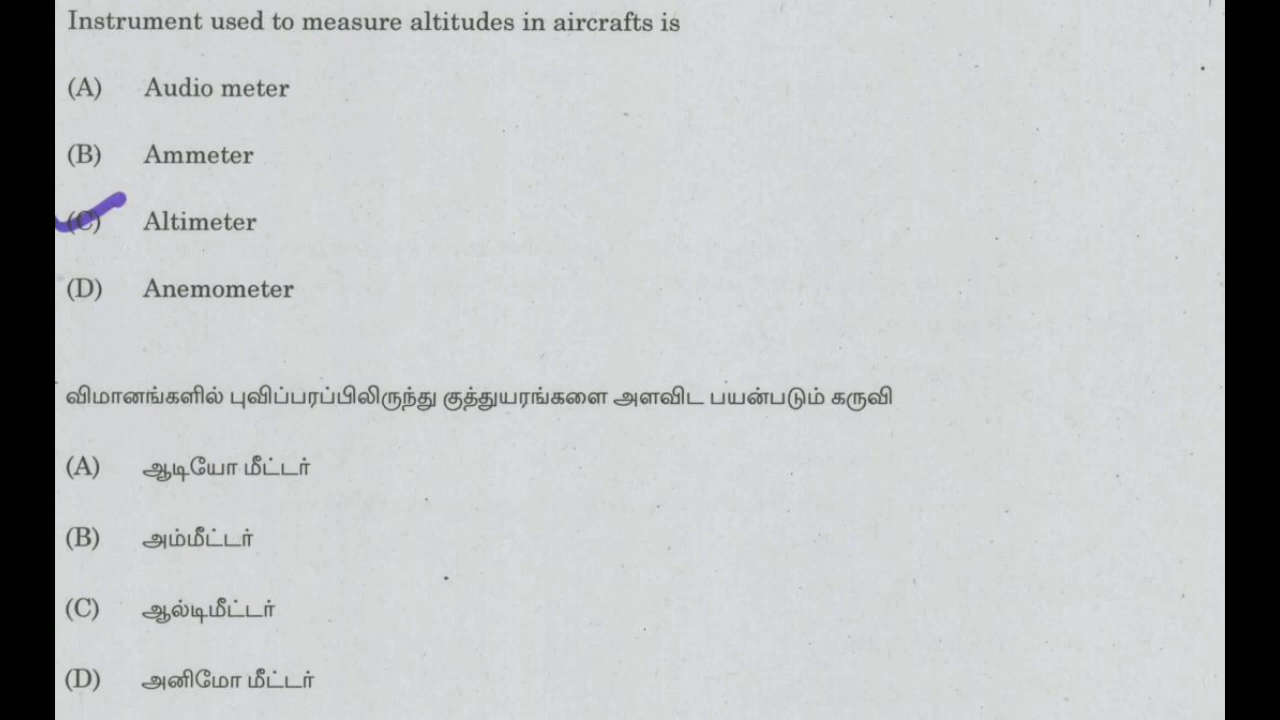 Instrument used to measure altitudes in aircrafts is
(A) Audio meter
(B) Ammeter
(C) Altimeter
(D) Anemometer
விமானங்களில் புவிப்பரப்பிலிருந்து குத்துயரங்களை அளவிட பயன்படும் கருவி
(A) ஆடியோ மீட்டர்
(B) அம்மீட்டர்
(C) ஆல்டிமீட்டர்
(D) அனிமோ மீட்டர்